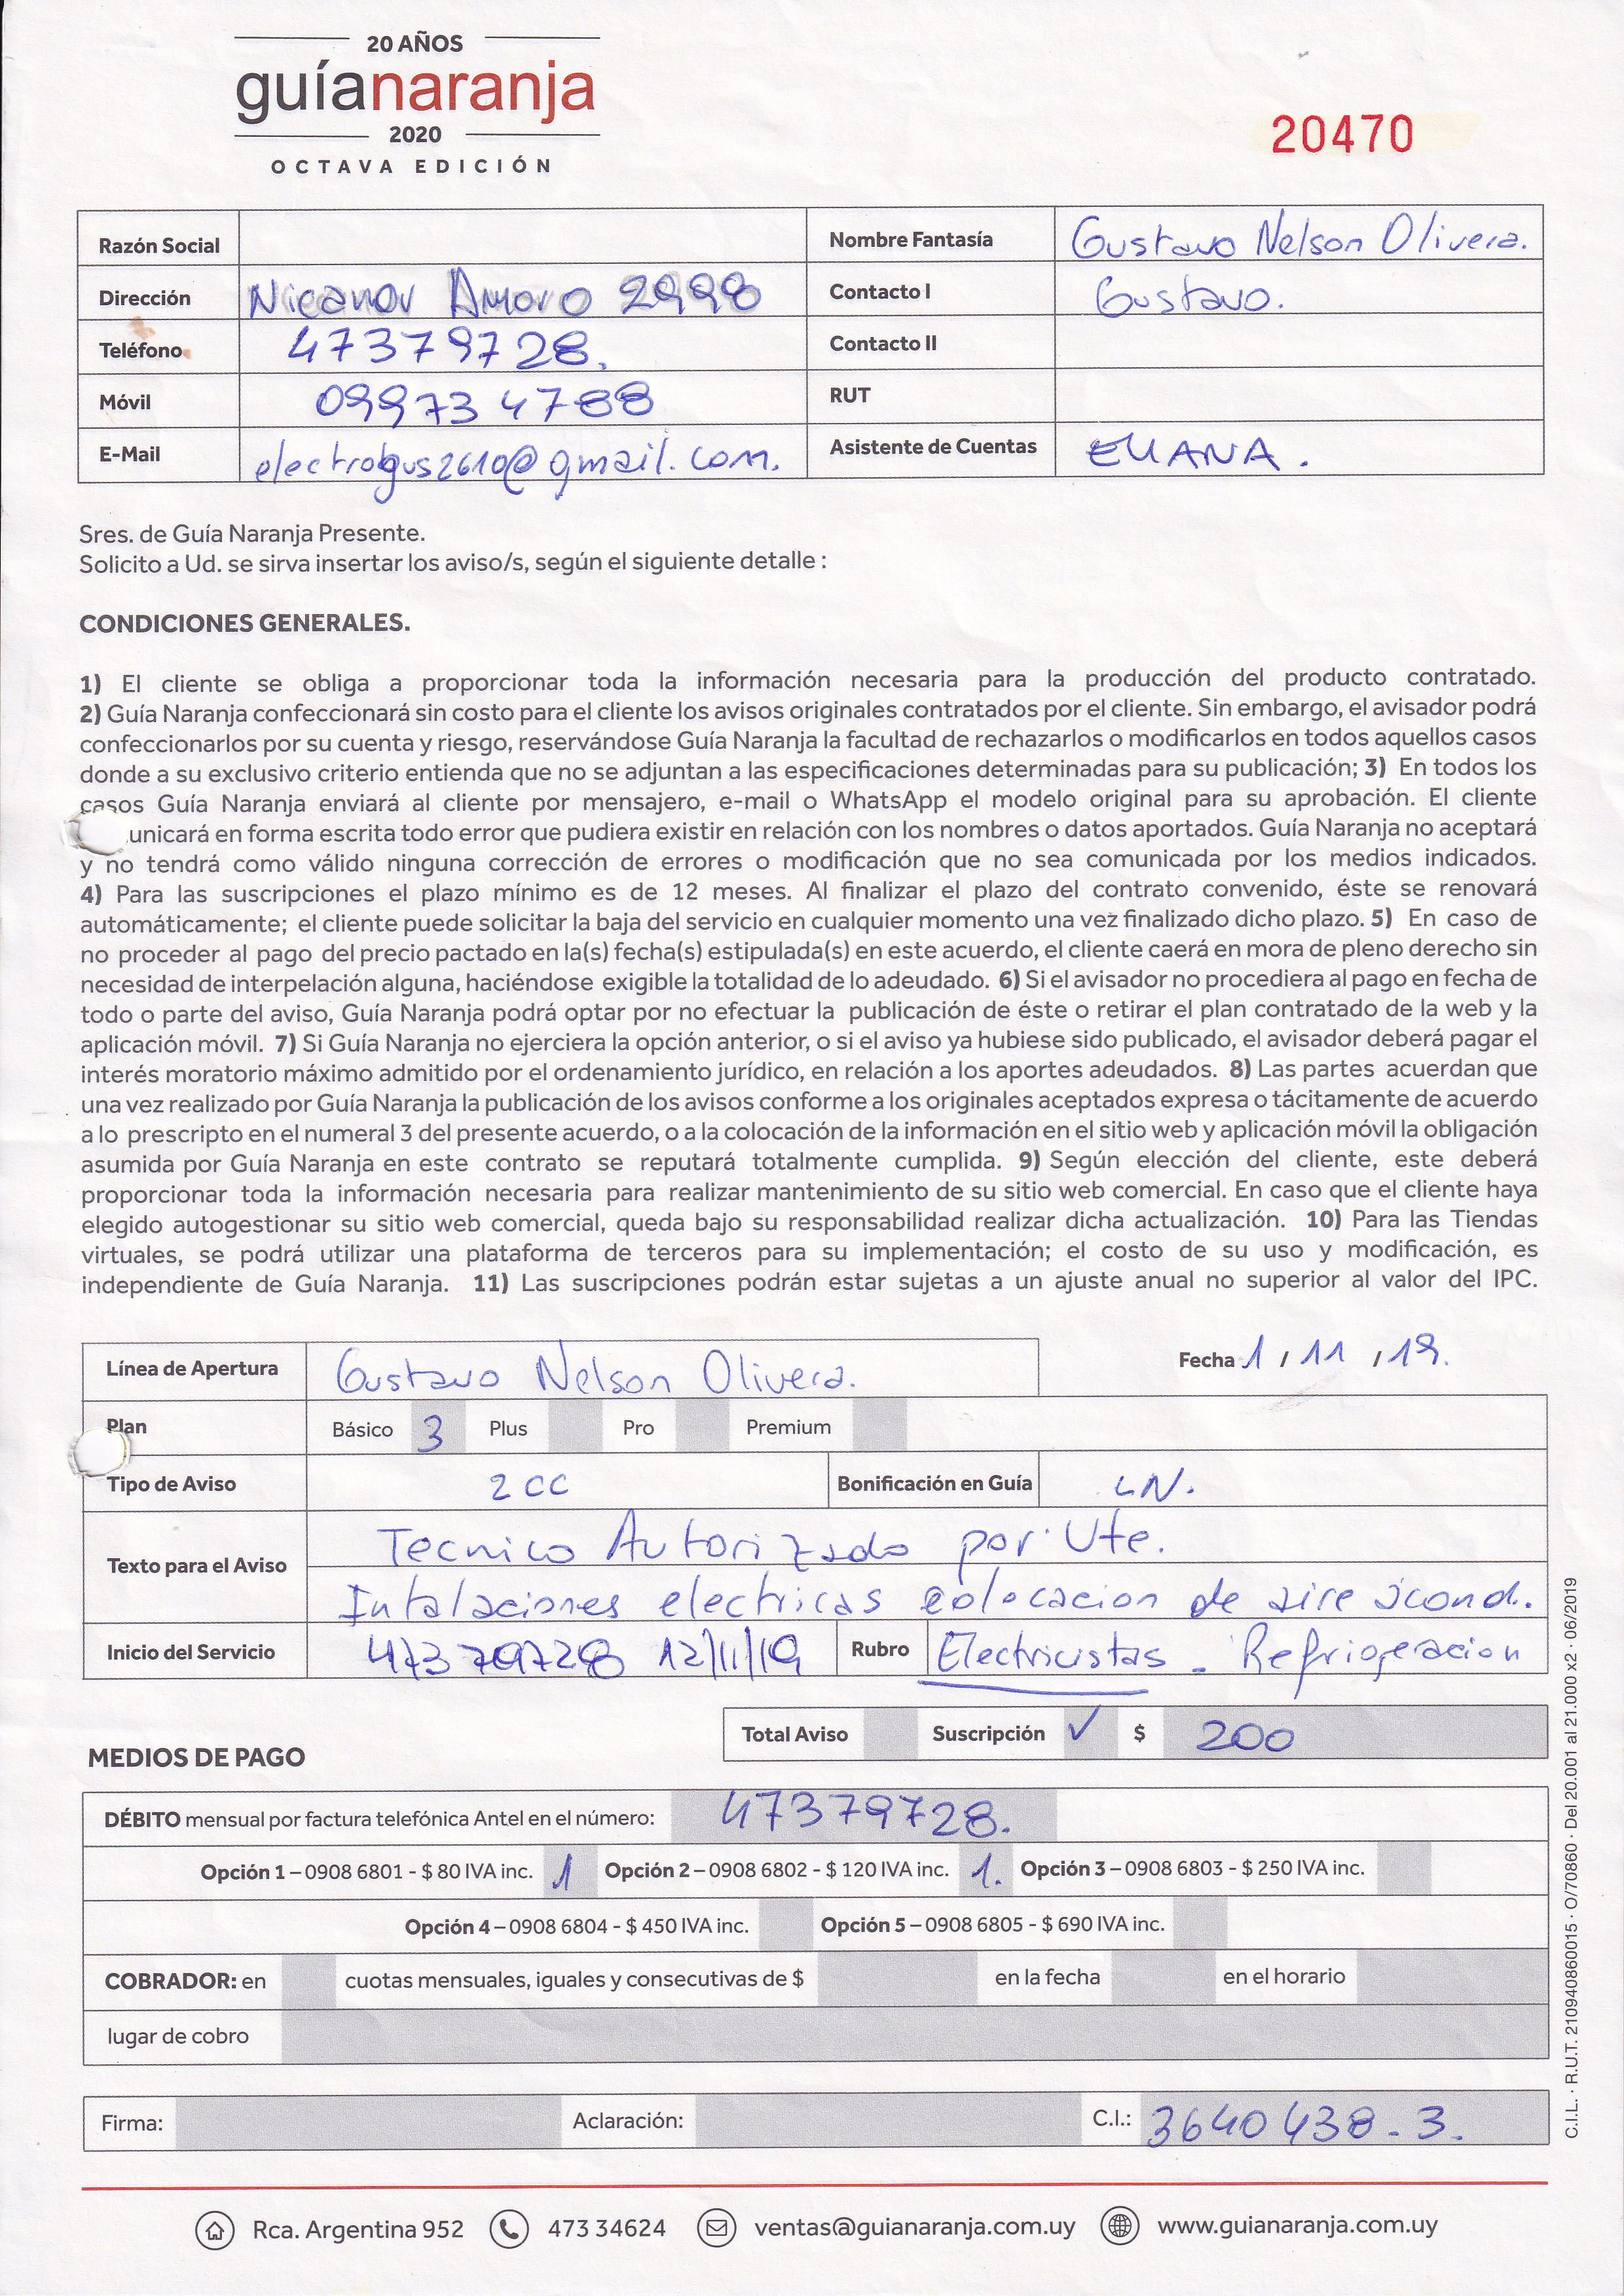 20 AÑOS
guíanaranja
2020
OCTAVA EDICIÓN
20470
Razón Social
Nombre Fantasía Gustavo Nelson Olivera.
Dirección Nicanor Amoro 2998
Contacto I Gustavo.
Teléfono 47379728.
Contacto II
Móvil 099734788
RUT
E-Mail electrogus2610@gmail.com.
Asistente de Cuentas ELIANA.
Sres. de Guía Naranja Presente.
Solicito a Ud. se sirva insertar los aviso/s, según el siguiente detalle :
CONDICIONES GENERALES.
1) El cliente se obliga a proporcionar toda la información necesaria para la producción del producto contratado.
2) Guía Naranja confeccionará sin costo para el cliente los avisos originales contratados por el cliente. Sin embargo, el avisador podrá
confeccionarlos por su cuenta y riesgo, reservándose Guía Naranja la facultad de rechazarlos o modificarlos en todos aquellos casos
donde a su exclusivo criterio entienda que no se adjuntan a las especificaciones determinadas para su publicación; 3) En todos los
casos Guía Naranja enviará al cliente por mensajero, e-mail o WhatsApp el modelo original para su aprobación. El cliente
unicará en forma escrita todo error que pudiera existir en relación con los nombres o datos aportados. Guía Naranja no aceptará
y no tendrá como válido ninguna corrección de errores o modificación que no sea comunicada por los medios indicados.
4) Para las suscripciones el plazo mínimo es de 12 meses. Al finalizar el plazo del contrato convenido, éste se renovará
automáticamente; el cliente puede solicitar la baja del servicio en cualquier momento una vez finalizado dicho plazo. 5) En caso de
no proceder al pago del precio pactado en la(s) fecha(s) estipulada(s) en este acuerdo, el cliente caerá en mora de pleno derecho sin
necesidad de interpelación alguna, haciéndose exigible la totalidad de lo adeudado. 6) Si el avisador no procediera al pago en fecha de
todo o parte del aviso, Guía Naranja podrá optar por no efectuar la publicación de éste o retirar el plan contratado de la web y la
aplicación móvil. 7) Si Guía Naranja no ejerciera la opción anterior, o si el aviso ya hubiese sido publicado, el avisador deberá pagar el
interés moratorio máximo admitido por el ordenamiento jurídico, en relación a los aportes adeudados. 8) Las partes acuerdan que
una vez realizado por Guía Naranja la publicación de los avisos conforme a los originales aceptados expresa o tácitamente de acuerdo
a lo prescripto en el numeral 3 del presente acuerdo, o a la colocación de la información en el sitio web y aplicación móvil la obligación
asumida por Guía Naranja en este contrato se reputará totalmente cumplida. 9) Según elección del cliente, este deberá
proporcionar toda la información necesaria para realizar mantenimiento de su sitio web comercial. En caso que el cliente haya
elegido autogestionar su sitio web comercial, queda bajo su responsabilidad realizar dicha actualización. 10) Para las Tiendas
virtuales, se podrá utilizar una plataforma de terceros para su implementación; el costo de su uso y modificación, es
independiente de Guía Naranja. 11) Las suscripciones podrán estar sujetas a un ajuste anual no superior al valor del IPC.
Línea de Apertura Gustavo Nelson Olivera.
Fecha 1 / 11 / 19.
Plan Básico 3 Plus Pro Premium
Tipo de Aviso 2 CC Bonificación en Guía LN.
Texto para el Aviso Tecnico Autorizado por Ute.
Intalaciones electricas colocacion de aire acond.
Inicio del Servicio 47379728 12/11/19 Rubro Electricistas - Refrigeracion
Total Aviso Suscripción ✓ $ 200
MEDIOS DE PAGO
DÉBITO mensual por factura telefónica Antel en el número: 47379728.
Opción 1 – 0908 6801 - $ 80 IVA inc. 1 Opción 2 – 0908 6802 - $ 120 IVA inc. 1. Opción 3 – 0908 6803 - $ 250 IVA inc.
Opción 4 – 0908 6804 - $ 450 IVA inc. Opción 5 – 0908 6805 - $ 690 IVA inc.
COBRADOR: en cuotas mensuales, iguales y consecutivas de $ en la fecha en el horario
lugar de cobro
Firma: Aclaración: C.I.: 3640438-3.
C.I.L. · R.U.T. 210940860015 · O/70860 · Del 20.001 al 21.000 x2 · 06/2019
Rca. Argentina 952 473 34624 ventas@guianaranja.com.uy www.guianaranja.com.uy